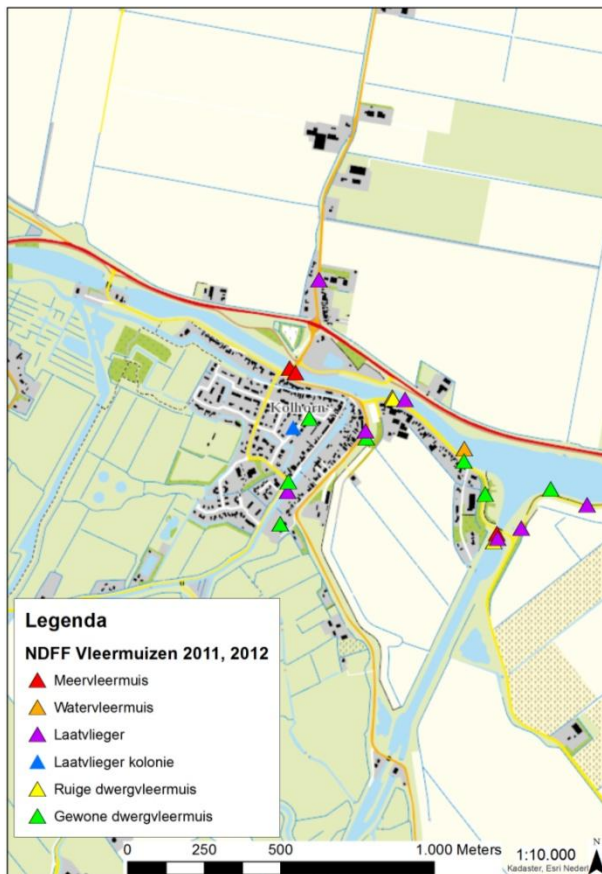 Kolhorn
Legenda
NDFF Vleermuizen 2011, 2012
Meervleermuis
Watervleermuis
Laatvlieger
Laatvlieger kolonie
Ruige dwergvleermuis
Gewone dwergvleermuis
0 250 500 1.000 Meters
1:10.000
N
Kadaster, Esri Nederl